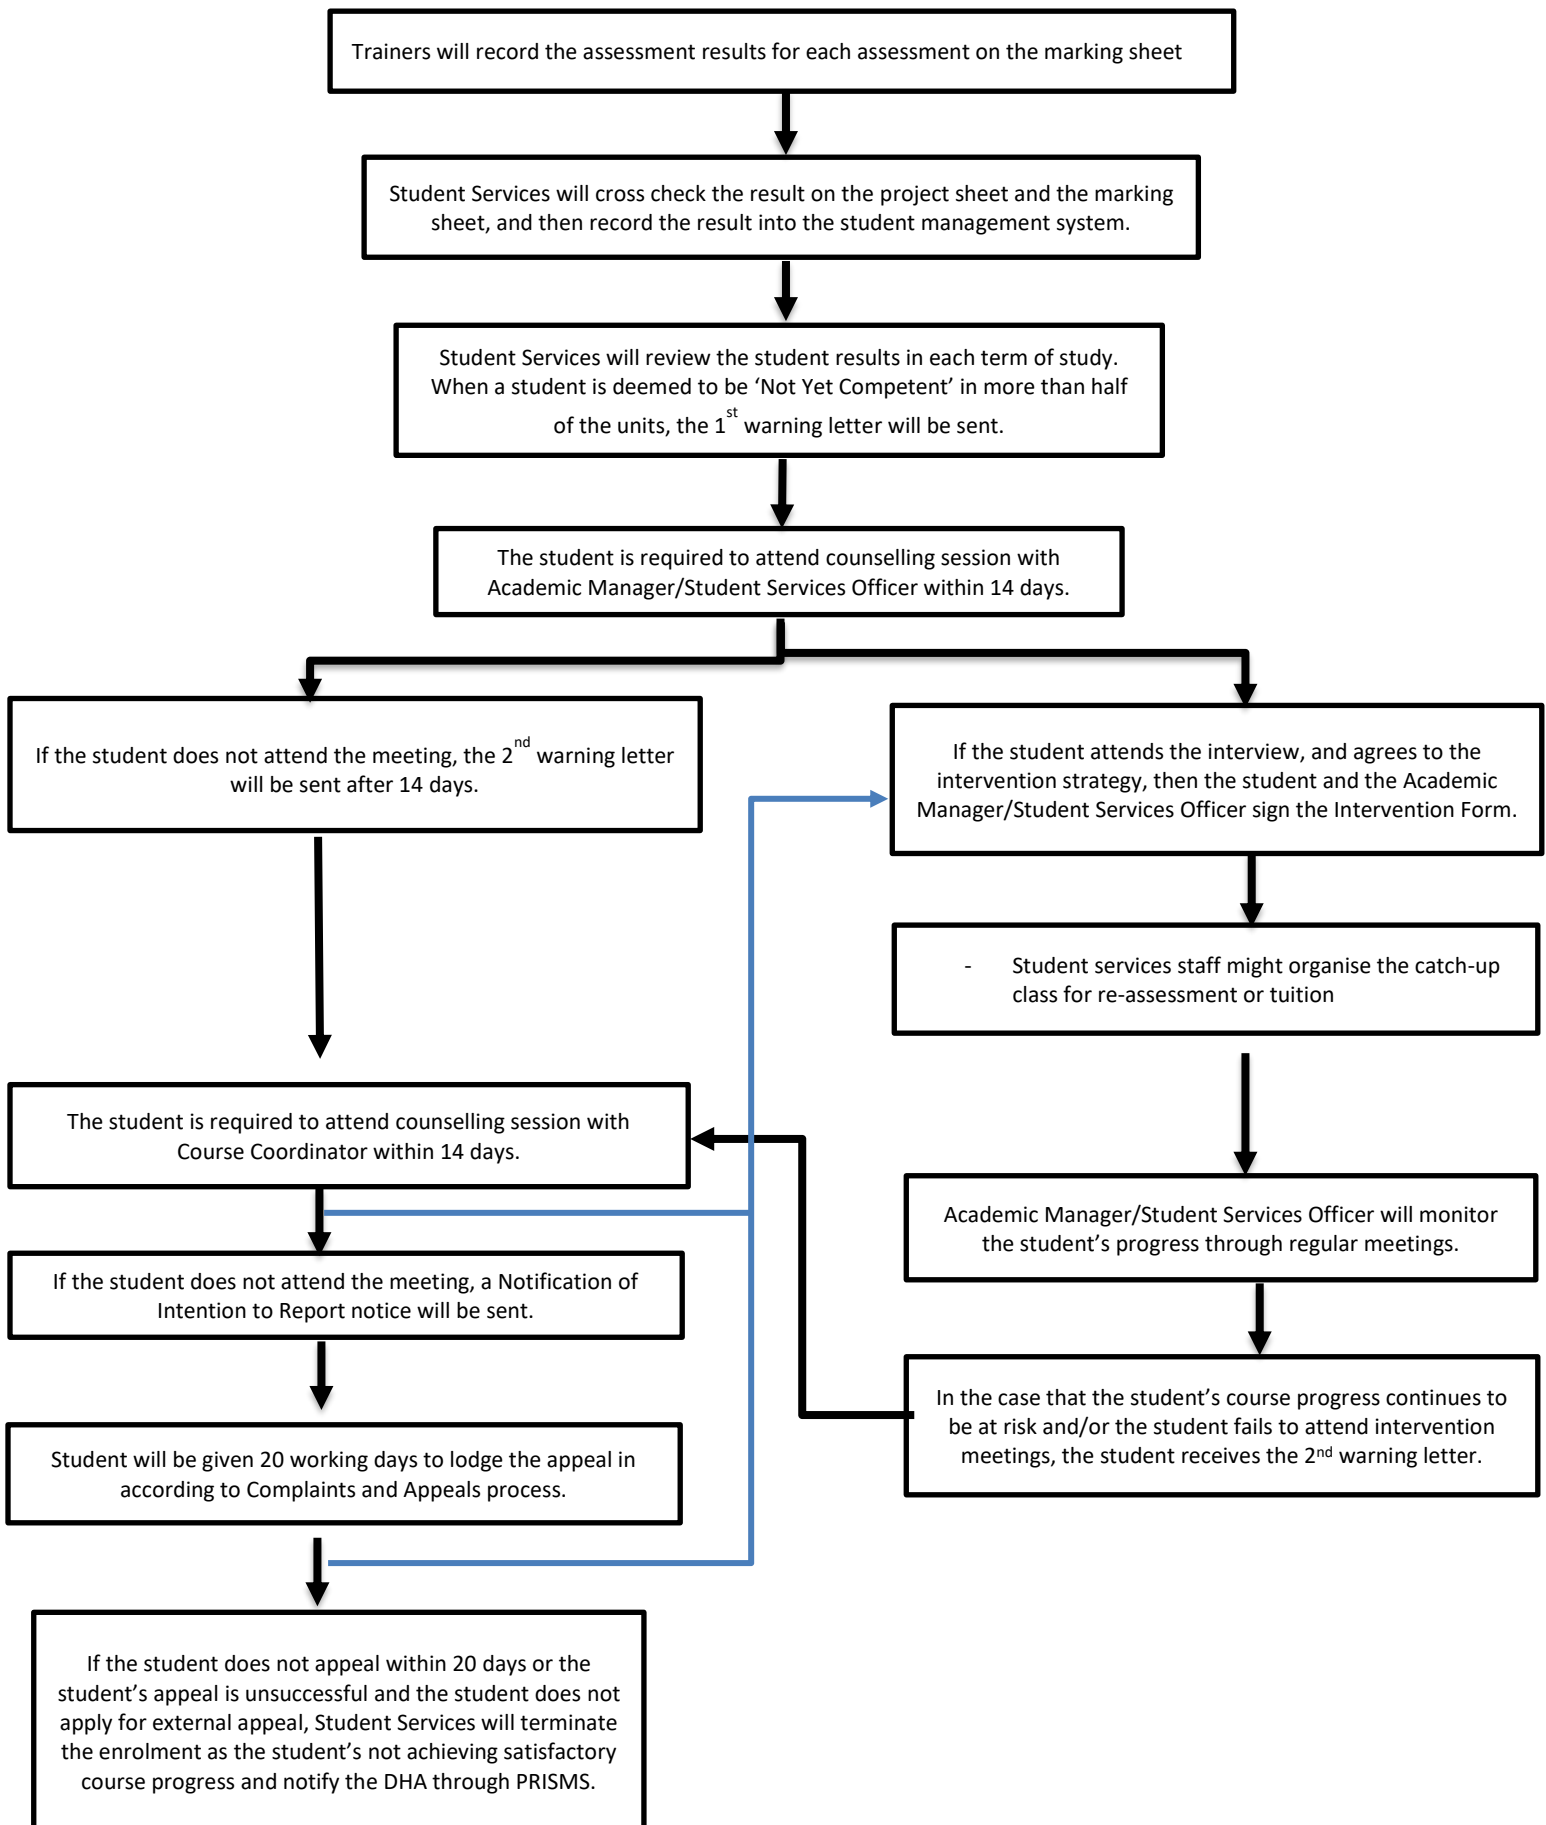 Trainers will record the assessment results for each assessment on the marking sheet
Student Services will cross check the result on the project sheet and the marking
sheet, and then record the result into the student management system.
Student Services will review the student results in each term of study.
When a student is deemed to be ‘Not Yet Competent’ in more than half
of the units, the 1st warning letter will be sent.
The student is required to attend counselling session with
Academic Manager/Student Services Officer within 14 days.
If the student does not attend the meeting, the 2nd warning letter
will be sent after 14 days.
If the student attends the interview, and agrees to the
intervention strategy, then the student and the Academic
Manager/Student Services Officer sign the Intervention Form.
- Student services staff might organise the catch-up
class for re-assessment or tuition
The student is required to attend counselling session with
Course Coordinator within 14 days.
Academic Manager/Student Services Officer will monitor
the student’s progress through regular meetings.
If the student does not attend the meeting, a Notification of
Intention to Report notice will be sent.
In the case that the student’s course progress continues to
be at risk and/or the student fails to attend intervention
meetings, the student receives the 2nd warning letter.
Student will be given 20 working days to lodge the appeal in
according to Complaints and Appeals process.
If the student does not appeal within 20 days or the
student’s appeal is unsuccessful and the student does not
apply for external appeal, Student Services will terminate
the enrolment as the student’s not achieving satisfactory
course progress and notify the DHA through PRISMS.